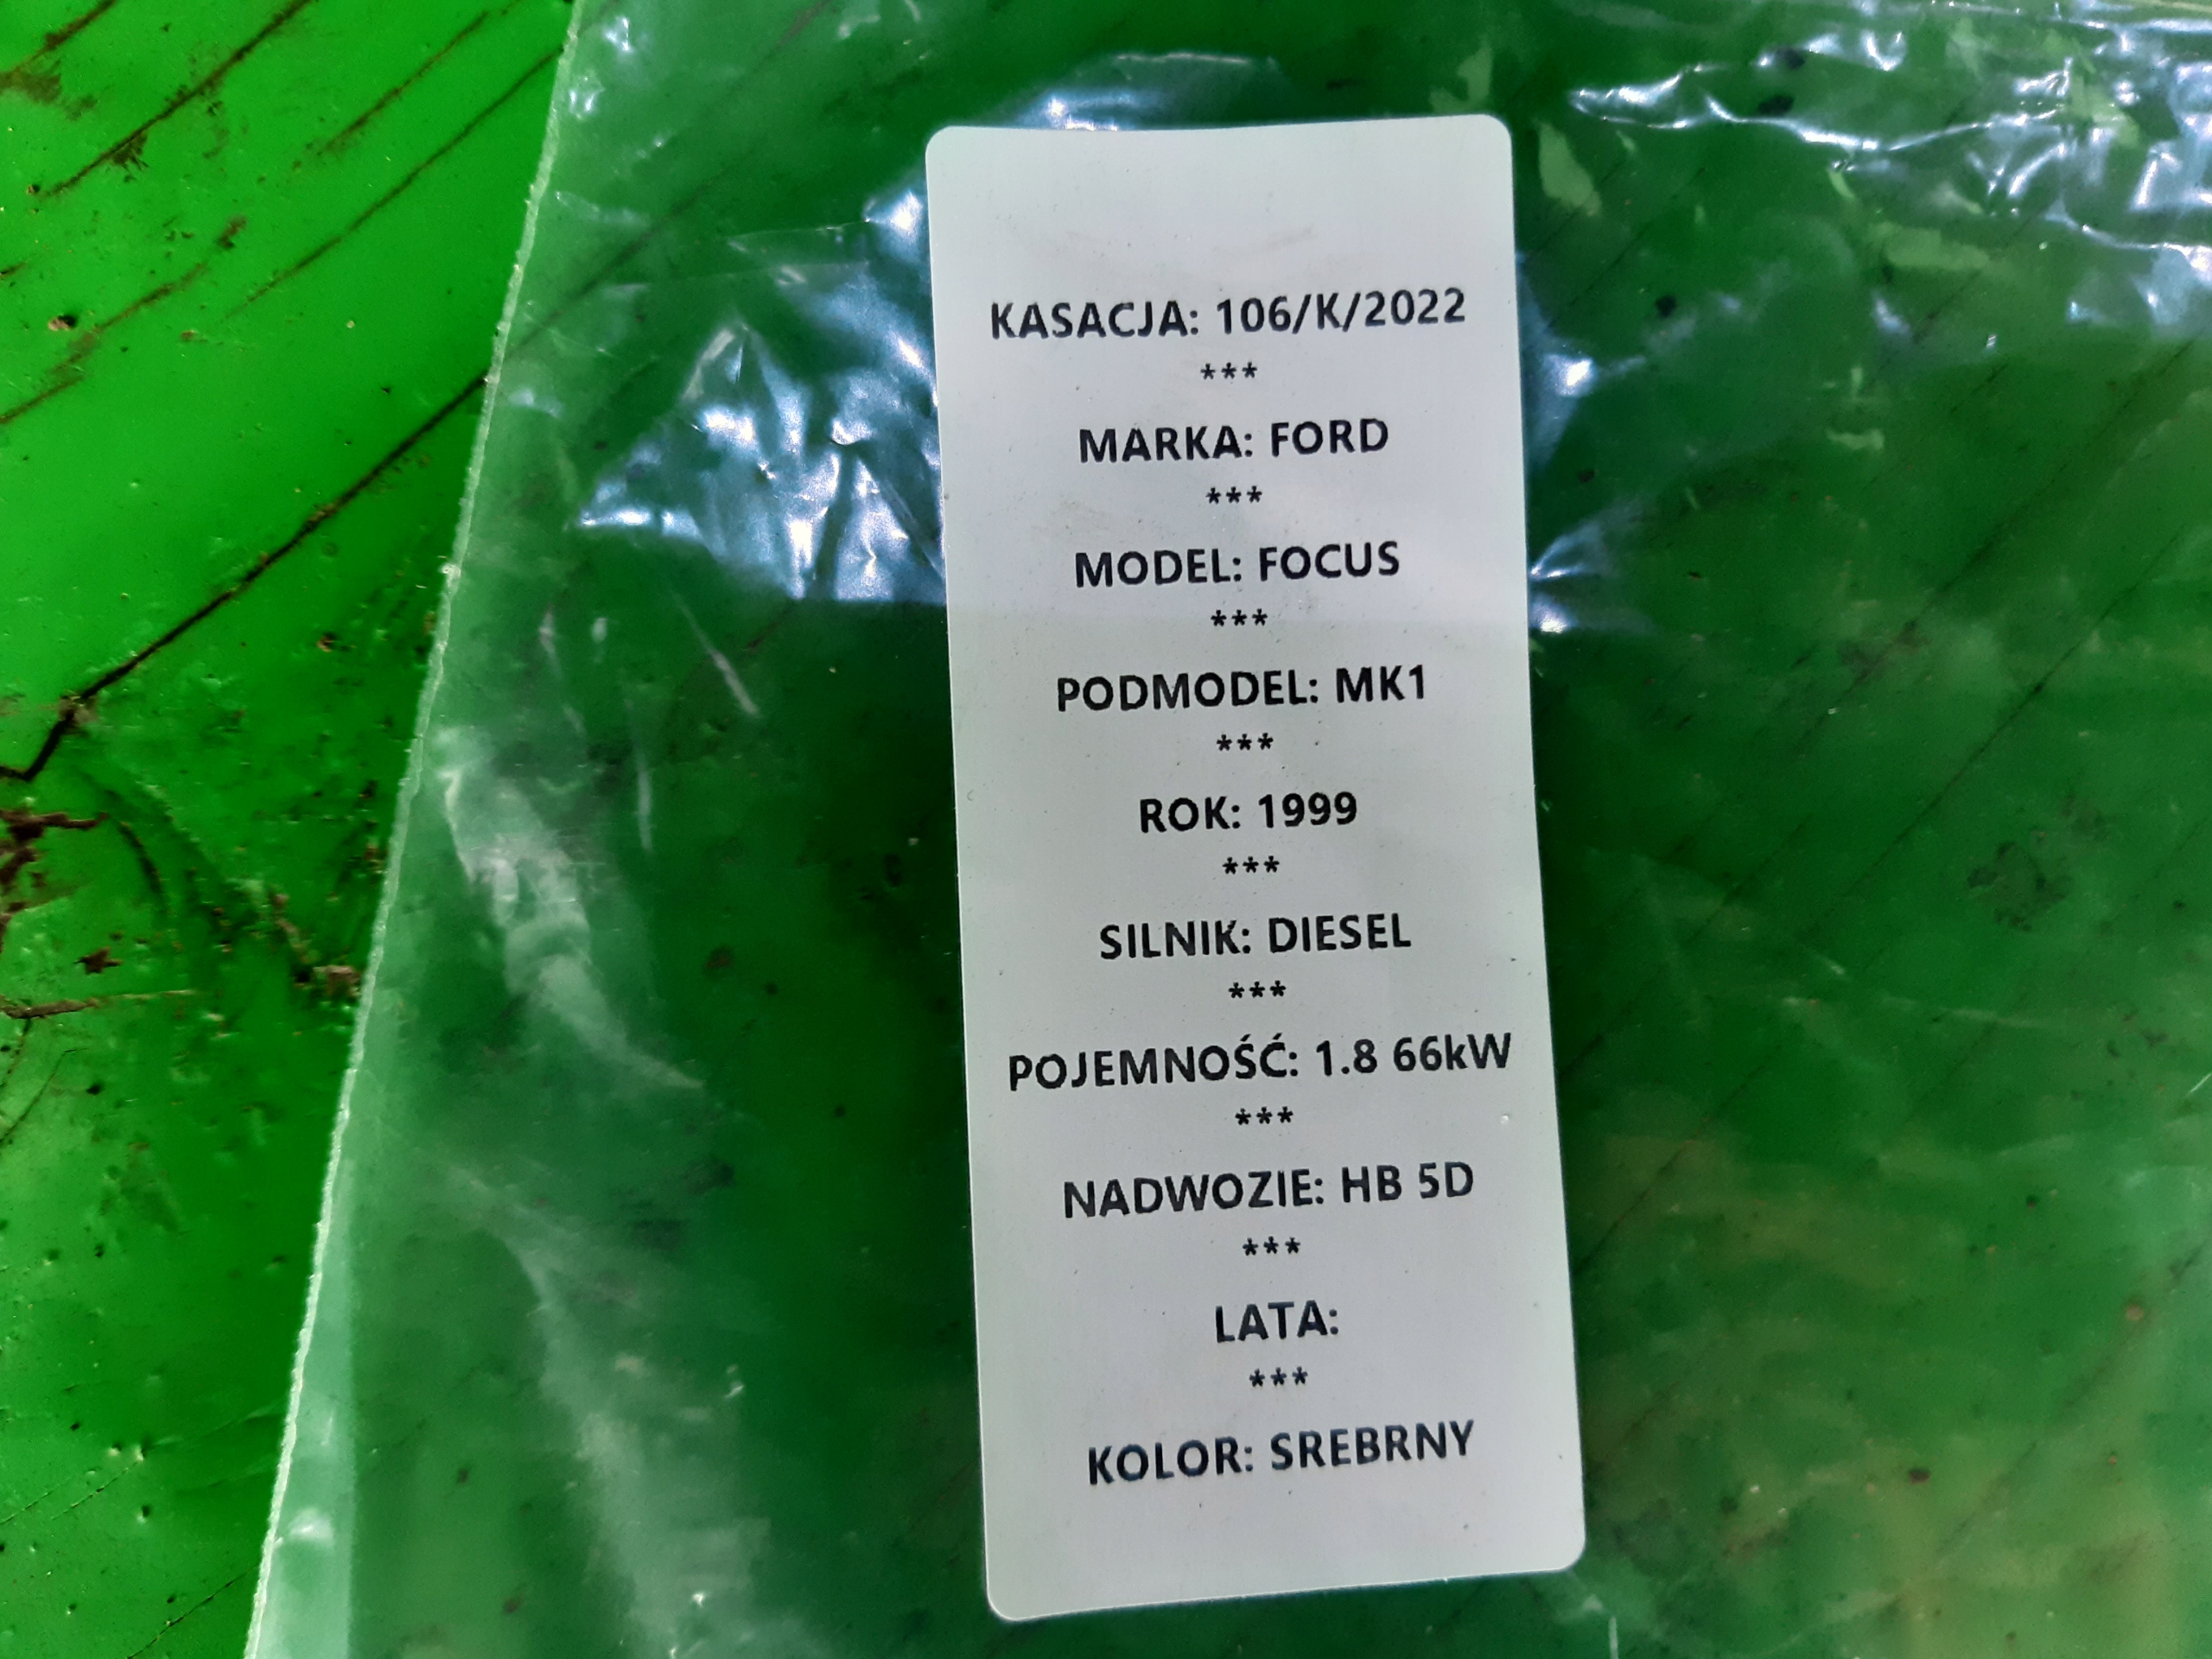 KASACJA: 106/K/2022
***
MARKA: FORD
***
MODEL: FOCUS
***
PODMODEL: MK1
***
ROK: 1999
***
SILNIK: DIESEL
***
POJEMNOŚĆ: 1.8 66kW
***
NADWOZIE: HB 5D
***
LATA:
***
KOLOR: SREBRNY